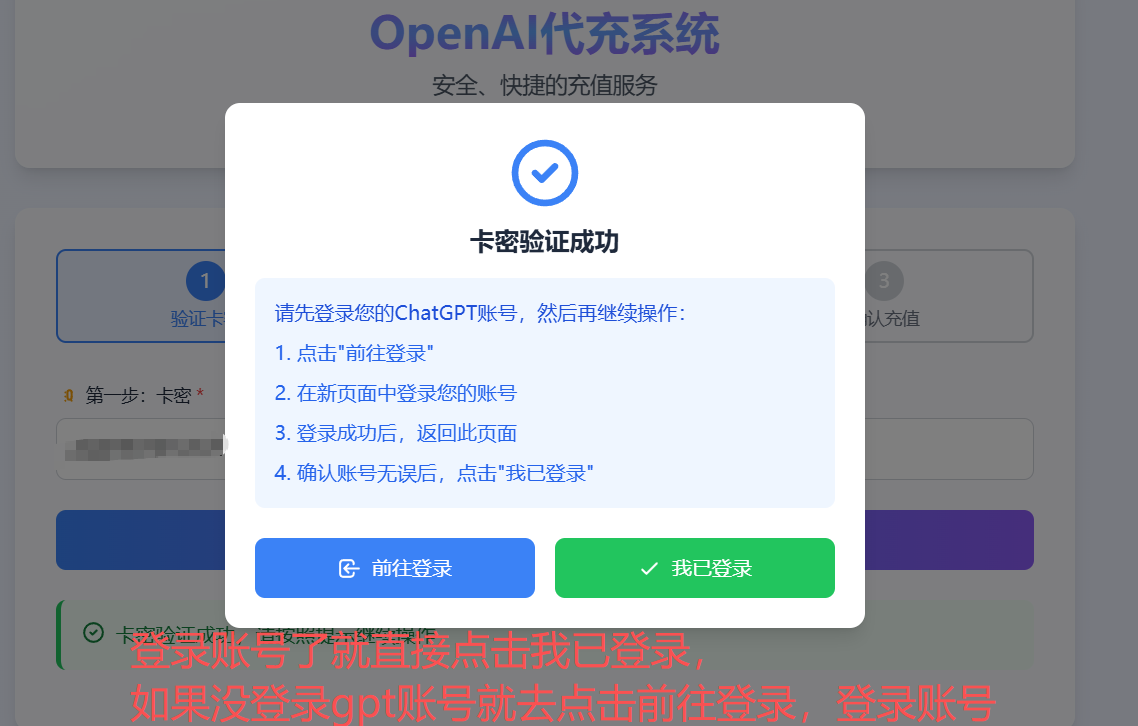 OpenAI代充系统
安全、快捷的充值服务
卡密验证成功
请先登录您的ChatGPT账号，然后再继续操作：
1. 点击"前往登录"
2. 在新页面中登录您的账号
3. 登录成功后，返回此页面
4. 确认账号无误后，点击"我已登录"
前往登录
我已登录
1
验证卡
3
认充值
第一步：卡密 *
卡密验证成功，请按照提示继续操作
登录账号了就直接点击我已登录，
如果没登录gpt账号就去点击前往登录，登录账号